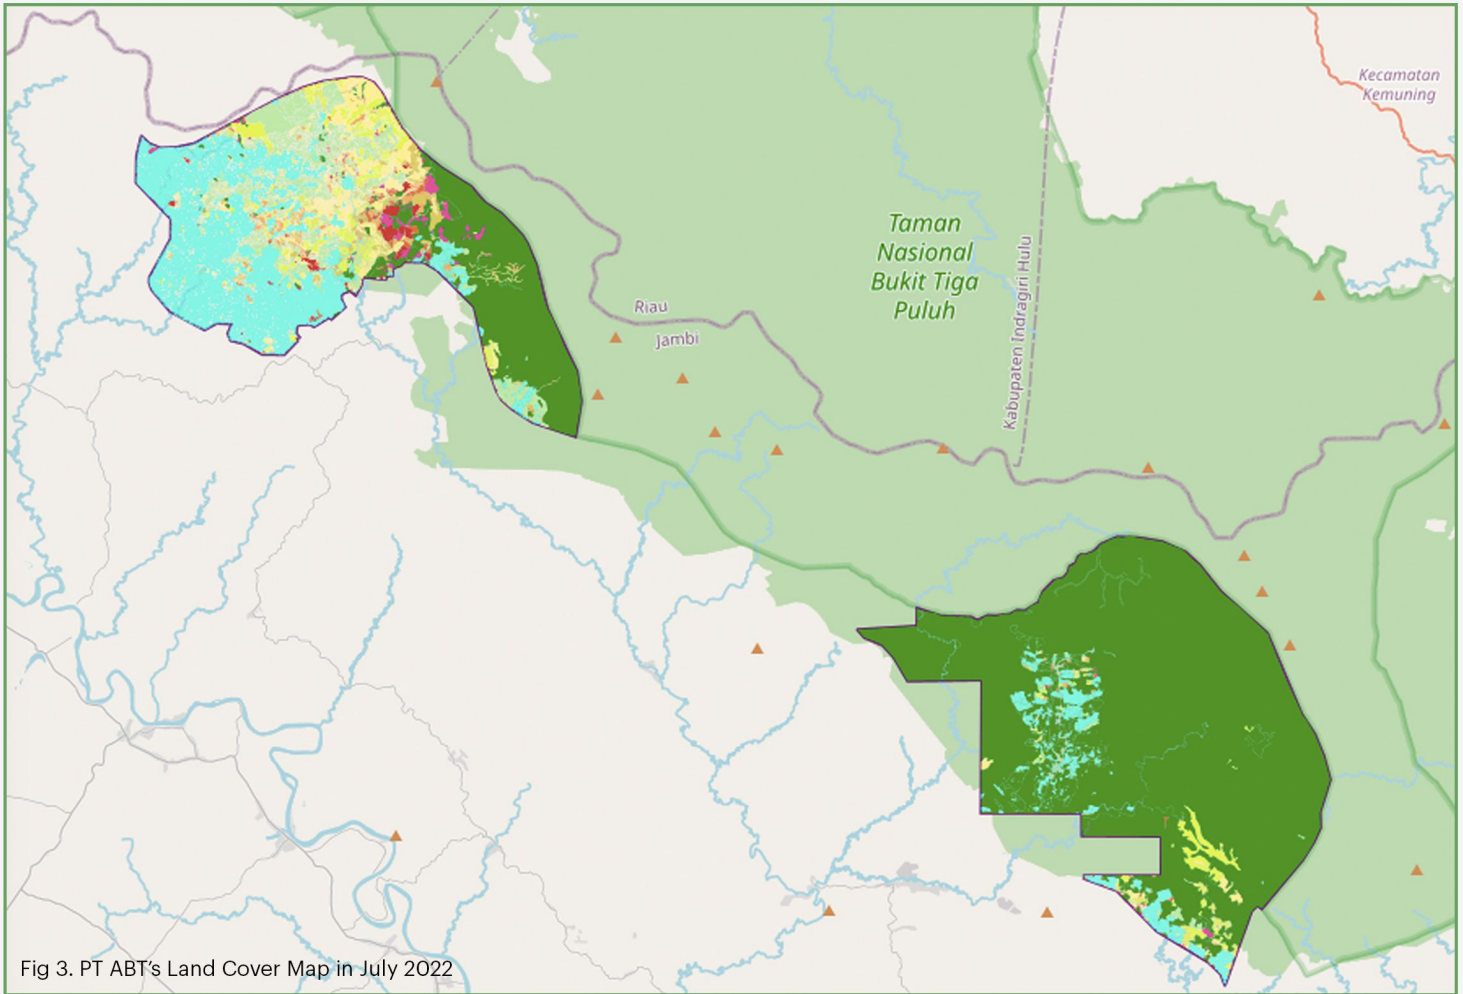 Kecamatan
Kemuning
Taman
Nasional
Bukit Tiga
Puluh
Kabupaten Indragiri Hulu
Riau
Jambi
Fig 3. PT ABT's Land Cover Map in July 2022